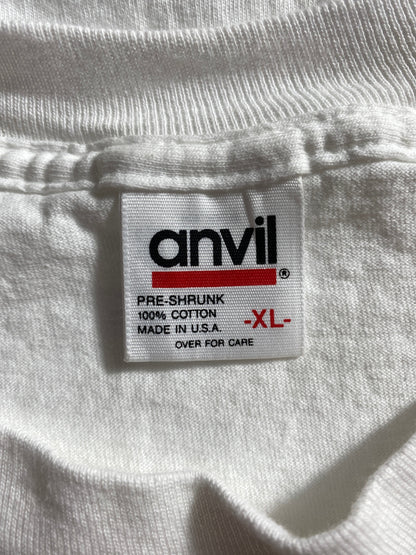 anvil
®
PRE-SHRUNK
100% COTTON
MADE IN U.S.A.
-XL-
OVER FOR CARE